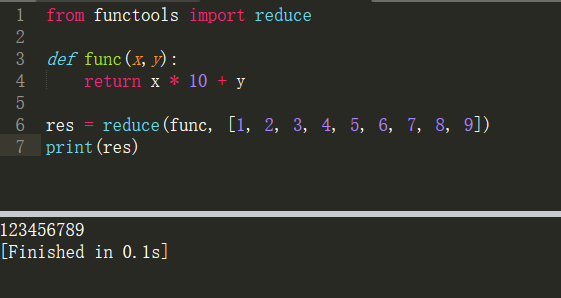 1 from functools import reduce
2
3 def func(x, y):
4     return x * 10 + y
5
6 res = reduce(func, [1, 2, 3, 4, 5, 6, 7, 8, 9])
7 print(res)
123456789
[Finished in 0.1s]